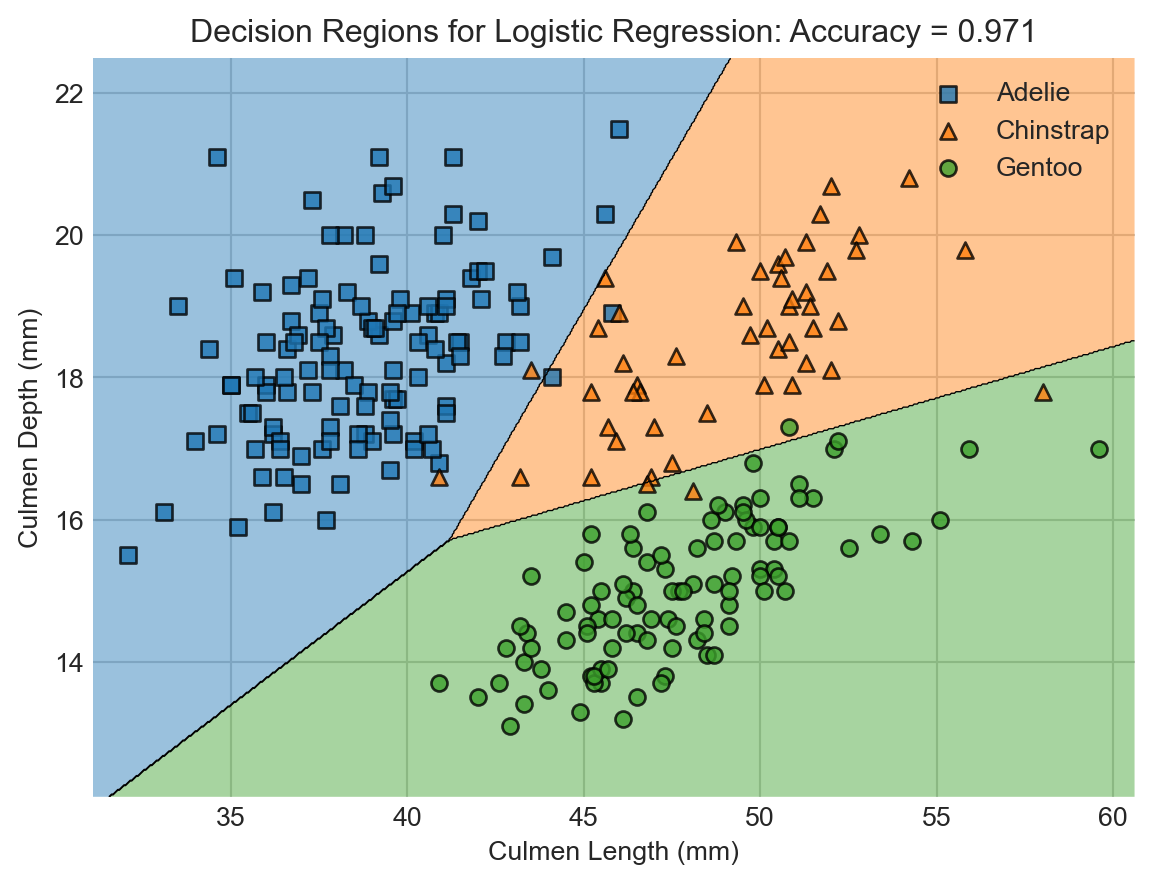 Decision Regions for Logistic Regression: Accuracy = 0.971
Adelie
Chinstrap
Gentoo
22
20
18
16
14
Culmen Depth (mm)
35 40 45 50 55 60
Culmen Length (mm)